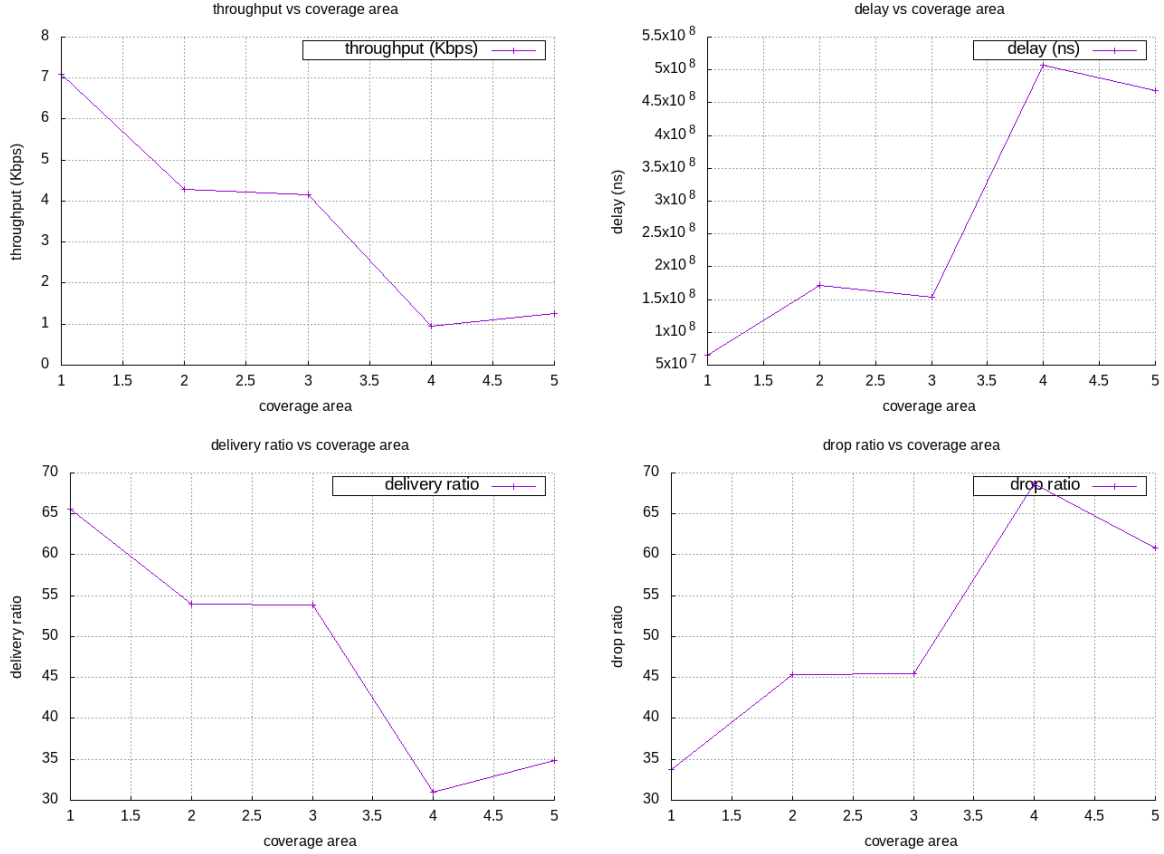 throughput vs coverage area
8
7
6
5
4
3
2
1
0
throughput (Kbps)
throughput (Kbps)
1 1.5 2 2.5 3 3.5 4 4.5 5
coverage area
delay vs coverage area
5.5x10^8
5x10^8
4.5x10^8
4x10^8
3.5x10^8
3x10^8
2.5x10^8
2x10^8
1.5x10^8
1x10^8
5x10^7
delay (ns)
delay (ns)
1 1.5 2 2.5 3 3.5 4 4.5 5
coverage area
delivery ratio vs coverage area
70
65
60
55
50
45
40
35
30
delivery ratio
delivery ratio
1 1.5 2 2.5 3 3.5 4 4.5 5
coverage area
drop ratio vs coverage area
70
65
60
55
50
45
40
35
30
drop ratio
drop ratio
1 1.5 2 2.5 3 3.5 4 4.5 5
coverage area